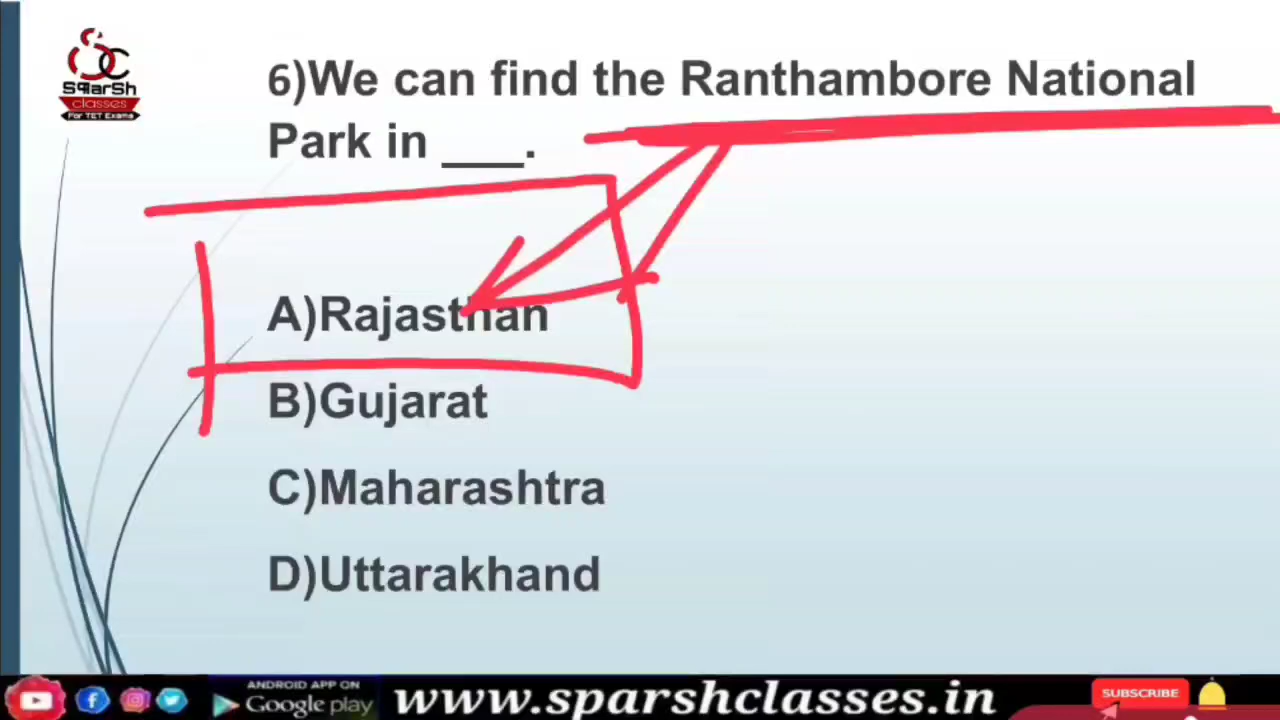 SparSh
classes
For TET Exams
6)We can find the Ranthambore National
Park in ___.
A)Rajasthan
B)Gujarat
C)Maharashtra
D)Uttarakhand
ANDROID APP ON
Google play
www.sparshclasses.in
SUBSCRIBE